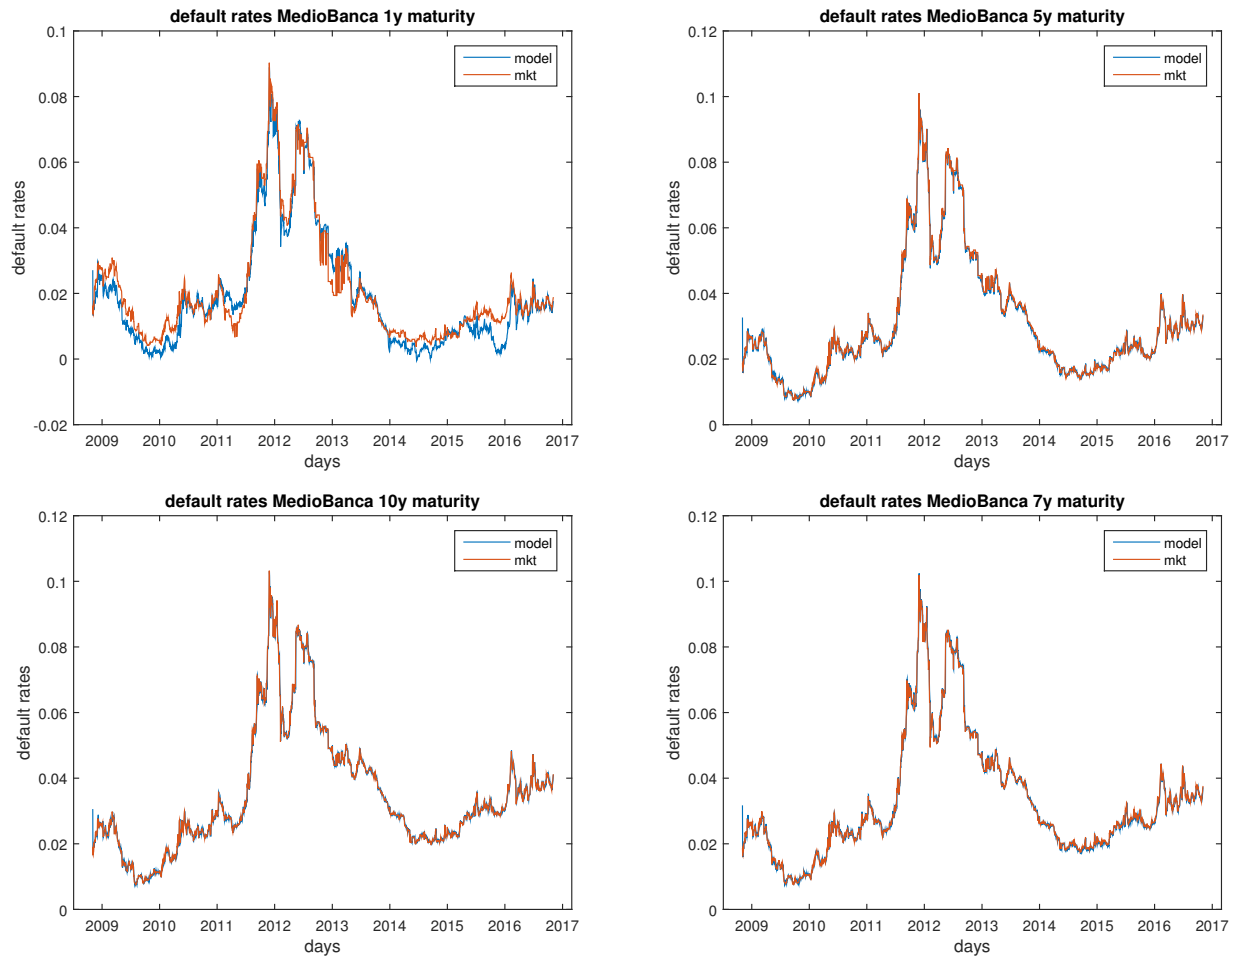 default rates MedioBanca 1y maturity
0.1
0.08
0.06
0.04
0.02
0
-0.02
default rates
2009 2010 2011 2012 2013 2014 2015 2016 2017
days
model
mkt
default rates MedioBanca 5y maturity
0.12
0.1
0.08
0.06
0.04
0.02
0
default rates
2009 2010 2011 2012 2013 2014 2015 2016 2017
days
model
mkt
default rates MedioBanca 10y maturity
0.12
0.1
0.08
0.06
0.04
0.02
0
default rates
2009 2010 2011 2012 2013 2014 2015 2016 2017
days
model
mkt
default rates MedioBanca 7y maturity
0.12
0.1
0.08
0.06
0.04
0.02
0
default rates
2009 2010 2011 2012 2013 2014 2015 2016 2017
days
model
mkt